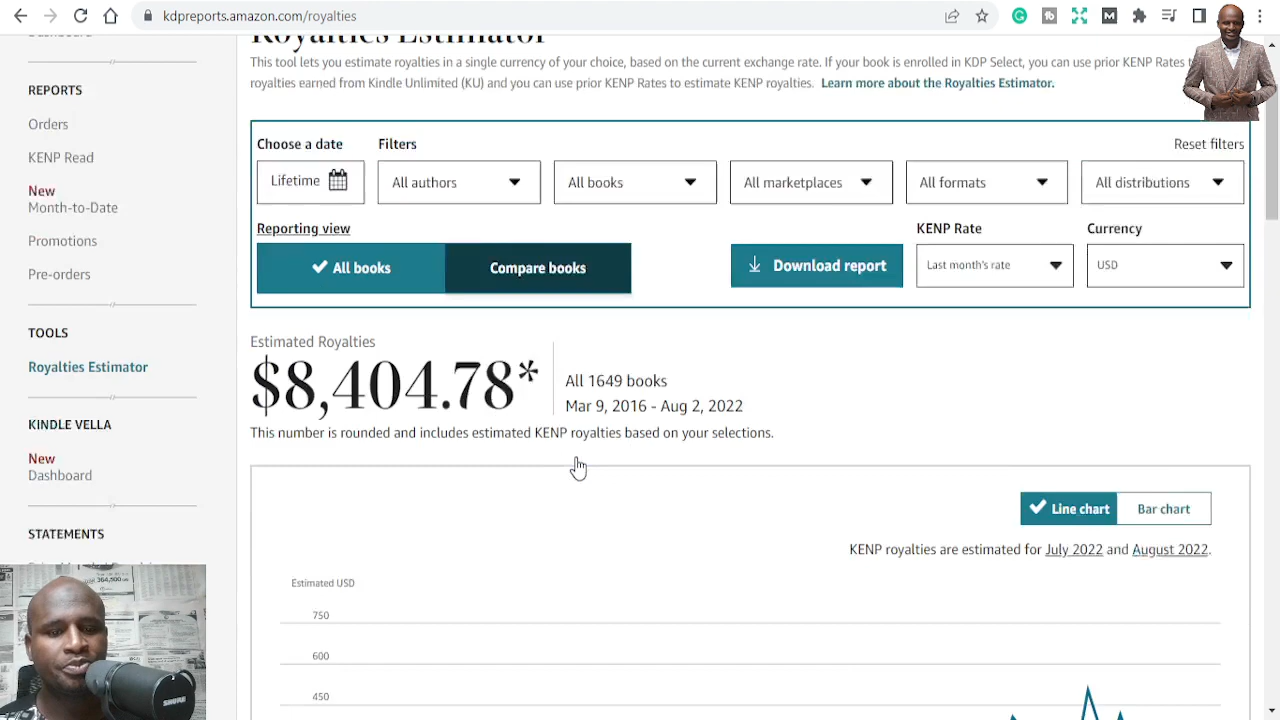 kdpreports.amazon.com/royalties
Royalties Estimator
This tool lets you estimate royalties in a single currency of your choice, based on the current exchange rate. If your book is enrolled in KDP Select, you can use prior KENP Rates
royalties earned from Kindle Unlimited (KU) and you can use prior KENP Rates to estimate KENP royalties. Learn more about the Royalties Estimator.
Dashboard
REPORTS
Orders
KENP Read
New
Month-to-Date
Promotions
Pre-orders
TOOLS
Royalties Estimator
KINDLE VELLA
New
Dashboard
STATEMENTS
Choose a date
Filters
Reset filters
Lifetime
All authors
All books
All marketplaces
All formats
All distributions
Reporting view
KENP Rate
Currency
All books
Compare books
Download report
Last month's rate
USD
Estimated Royalties
$8,404.78*
All 1649 books
Mar 9, 2016 - Aug 2, 2022
This number is rounded and includes estimated KENP royalties based on your selections.
Line chart
Bar chart
KENP royalties are estimated for July 2022 and August 2022.
Estimated USD
750
600
450
SHURE